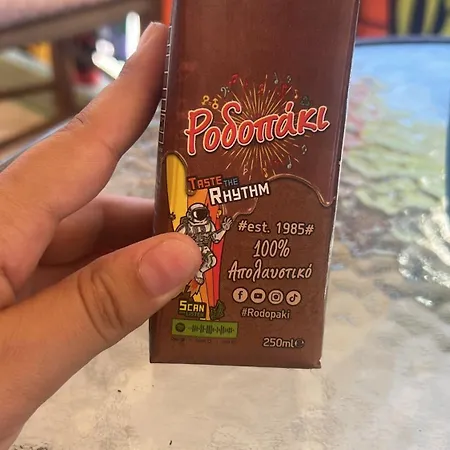 Ροδοπάκι
TASTE THE
RHYTHM
#est. 1985#
100%
Απολαυστικό
#Rodopaki
SCAN
250ml℮